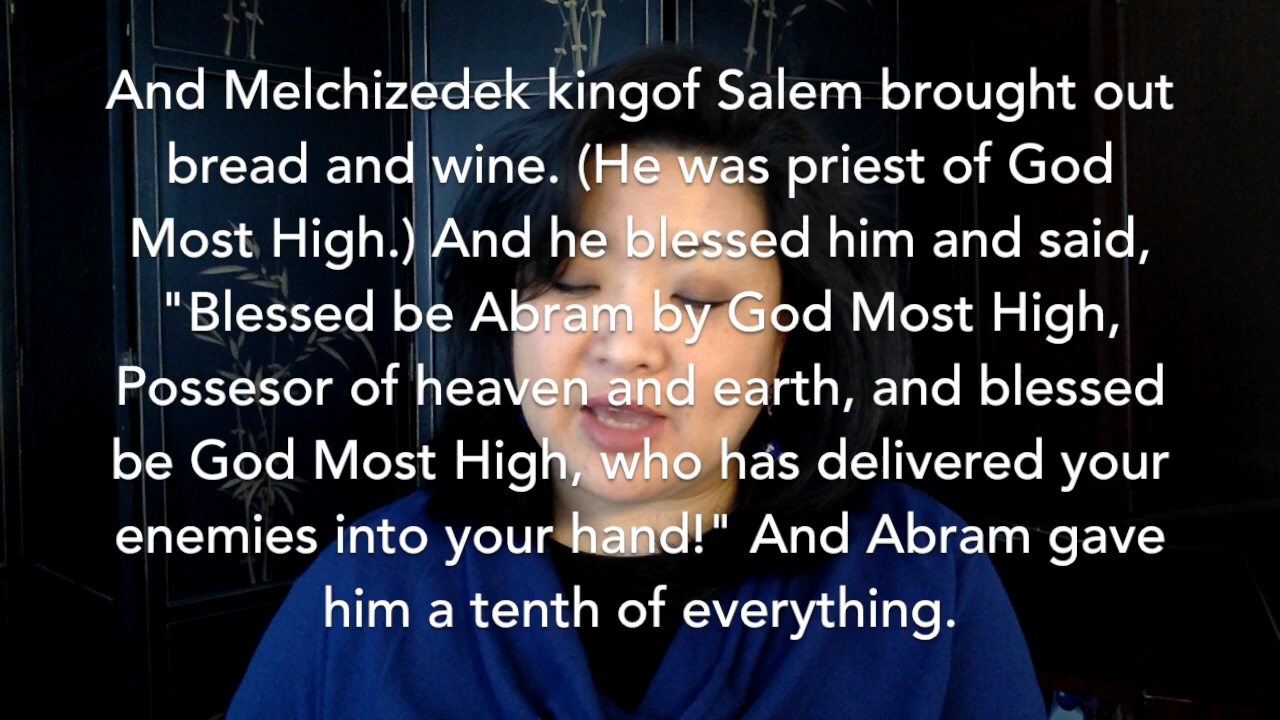 And Melchizedek kingof Salem brought out
bread and wine. (He was priest of God
Most High.) And he blessed him and said,
"Blessed be Abram by God Most High,
Possesor of heaven and earth, and blessed
be God Most High, who has delivered your
enemies into your hand!" And Abram gave
him a tenth of everything.